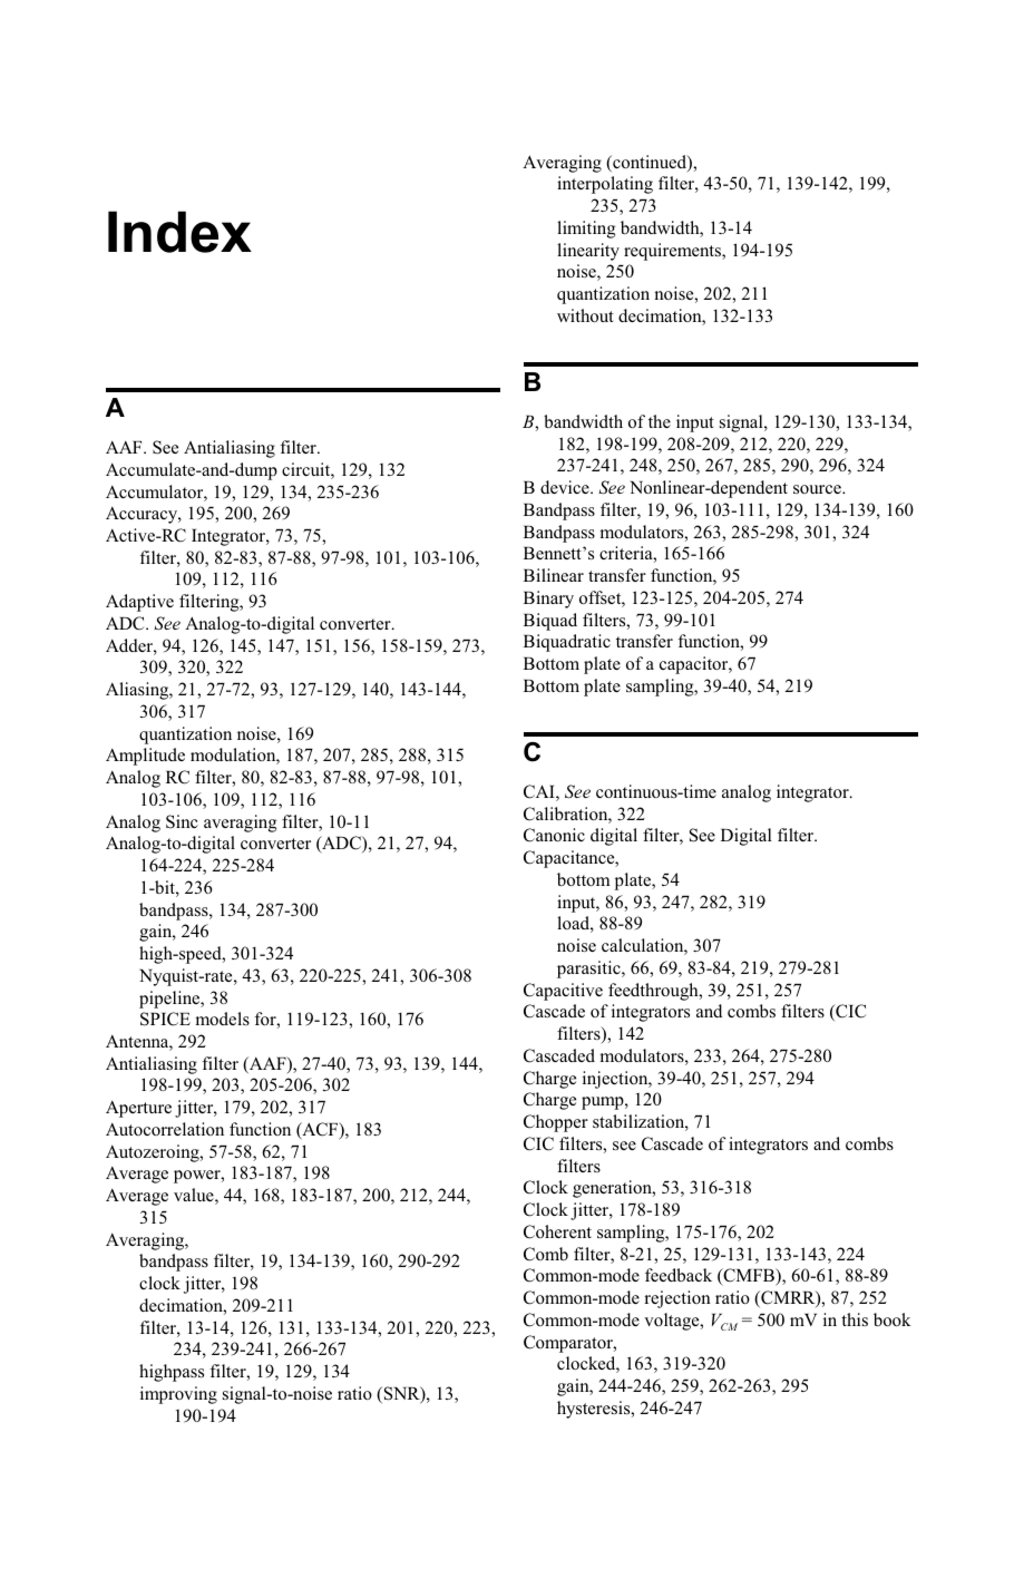 Index
A
AAF. See Antialiasing filter.
Accumulate-and-dump circuit, 129, 132
Accumulator, 19, 129, 134, 235-236
Accuracy, 195, 200, 269
Active-RC Integrator, 73, 75,
filter, 80, 82-83, 87-88, 97-98, 101, 103-106,
109, 112, 116
Adaptive filtering, 93
ADC. See Analog-to-digital converter.
Adder, 94, 126, 145, 147, 151, 156, 158-159, 273,
309, 320, 322
Aliasing, 21, 27-72, 93, 127-129, 140, 143-144,
306, 317
quantization noise, 169
Amplitude modulation, 187, 207, 285, 288, 315
Analog RC filter, 80, 82-83, 87-88, 97-98, 101,
103-106, 109, 112, 116
Analog Sinc averaging filter, 10-11
Analog-to-digital converter (ADC), 21, 27, 94,
164-224, 225-284
1-bit, 236
bandpass, 134, 287-300
gain, 246
high-speed, 301-324
Nyquist-rate, 43, 63, 220-225, 241, 306-308
pipeline, 38
SPICE models for, 119-123, 160, 176
Antenna, 292
Antialiasing filter (AAF), 27-40, 73, 93, 139, 144,
198-199, 203, 205-206, 302
Aperture jitter, 179, 202, 317
Autocorrelation function (ACF), 183
Autozeroing, 57-58, 62, 71
Average power, 183-187, 198
Average value, 44, 168, 183-187, 200, 212, 244,
315
Averaging,
bandpass filter, 19, 134-139, 160, 290-292
clock jitter, 198
decimation, 209-211
filter, 13-14, 126, 131, 133-134, 201, 220, 223,
234, 239-241, 266-267
highpass filter, 19, 129, 134
improving signal-to-noise ratio (SNR), 13,
190-194
Averaging (continued),
interpolating filter, 43-50, 71, 139-142, 199,
235, 273
limiting bandwidth, 13-14
linearity requirements, 194-195
noise, 250
quantization noise, 202, 211
without decimation, 132-133
B
B, bandwidth of the input signal, 129-130, 133-134,
182, 198-199, 208-209, 212, 220, 229,
237-241, 248, 250, 267, 285, 290, 296, 324
B device. See Nonlinear-dependent source.
Bandpass filter, 19, 96, 103-111, 129, 134-139, 160
Bandpass modulators, 263, 285-298, 301, 324
Bennett's criteria, 165-166
Bilinear transfer function, 95
Binary offset, 123-125, 204-205, 274
Biquad filters, 73, 99-101
Biquadratic transfer function, 99
Bottom plate of a capacitor, 67
Bottom plate sampling, 39-40, 54, 219
C
CAI, See continuous-time analog integrator.
Calibration, 322
Canonic digital filter, See Digital filter.
Capacitance,
bottom plate, 54
input, 86, 93, 247, 282, 319
load, 88-89
noise calculation, 307
parasitic, 66, 69, 83-84, 219, 279-281
Capacitive feedthrough, 39, 251, 257
Cascade of integrators and combs filters (CIC
filters), 142
Cascaded modulators, 233, 264, 275-280
Charge injection, 39-40, 251, 257, 294
Charge pump, 120
Chopper stabilization, 71
CIC filters, see Cascade of integrators and combs
filters
Clock generation, 53, 316-318
Clock jitter, 178-189
Coherent sampling, 175-176, 202
Comb filter, 8-21, 25, 129-131, 133-143, 224
Common-mode feedback (CMFB), 60-61, 88-89
Common-mode rejection ratio (CMRR), 87, 252
Common-mode voltage, VCM = 500 mV in this book
Comparator,
clocked, 163, 319-320
gain, 244-246, 259, 262-263, 295
hysteresis, 246-247